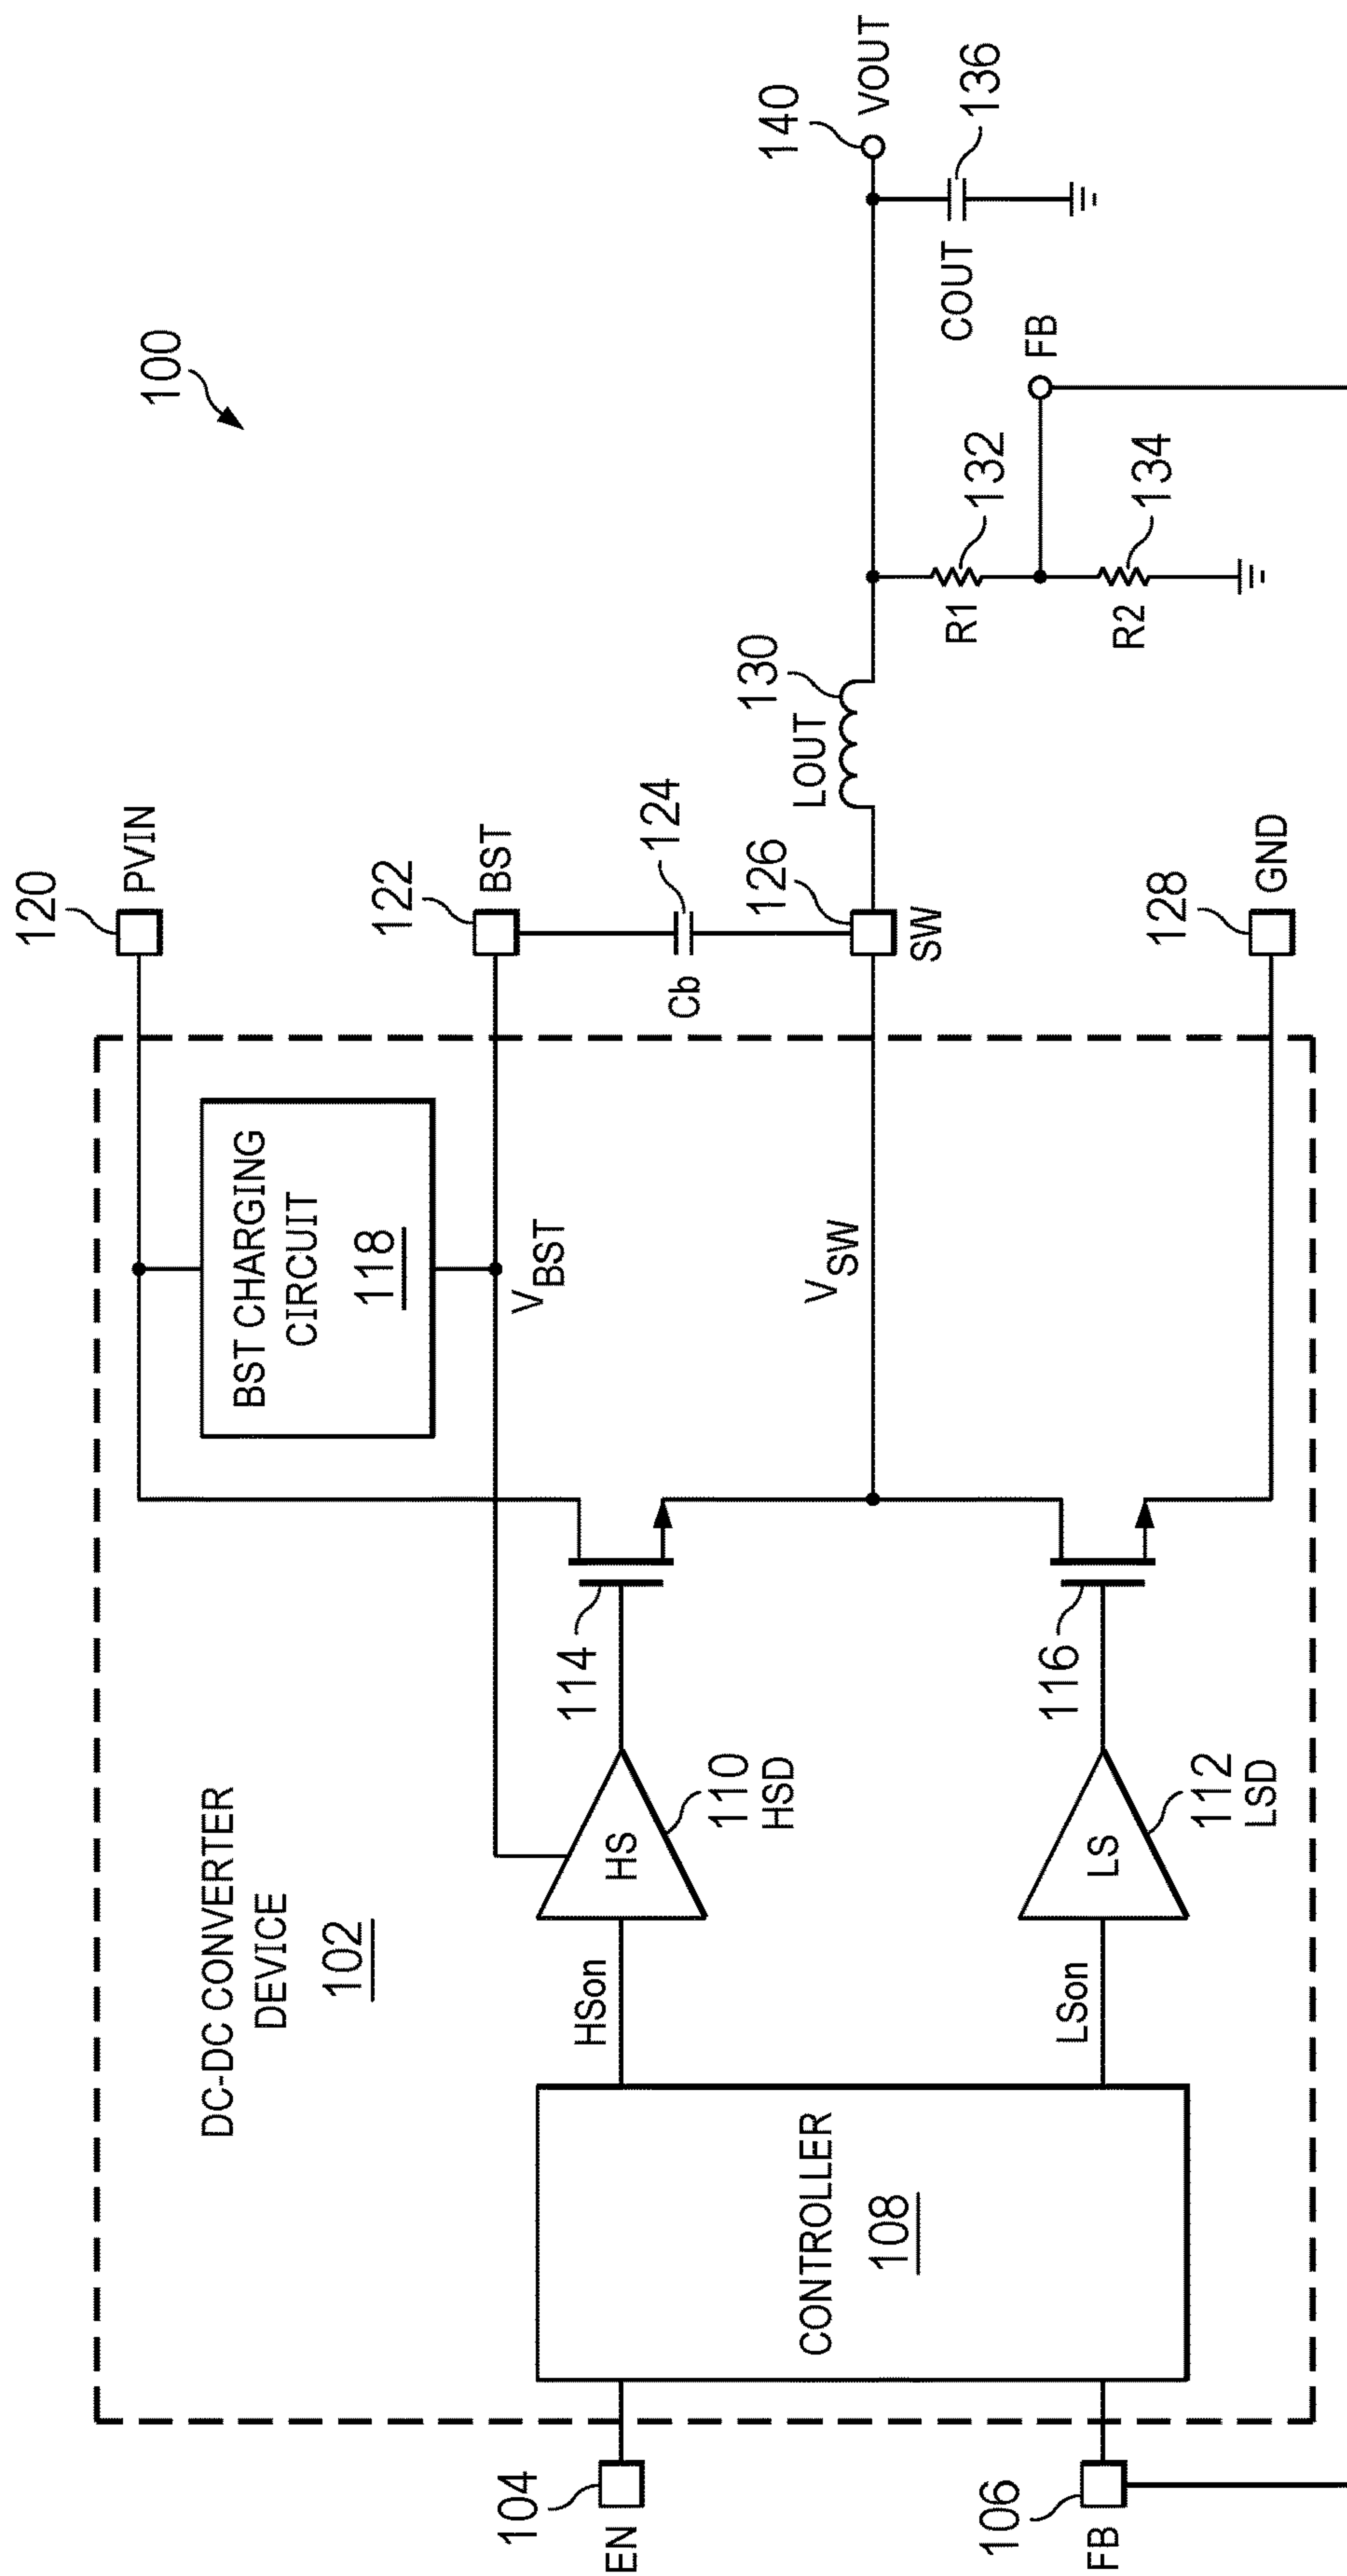 100
120
PVIN
DC-DC CONVERTER
DEVICE
102
BST CHARGING
CIRCUIT
118
122
BST
V_BST
124
Cb
104
EN
HSon
HS
110
HSD
114
126
SW
V_SW
LOUT
130
140
VOUT
CONTROLLER
108
R1
132
FB
COUT
136
106
FB
LSon
LS
112
LSD
116
128
GND
R2
134